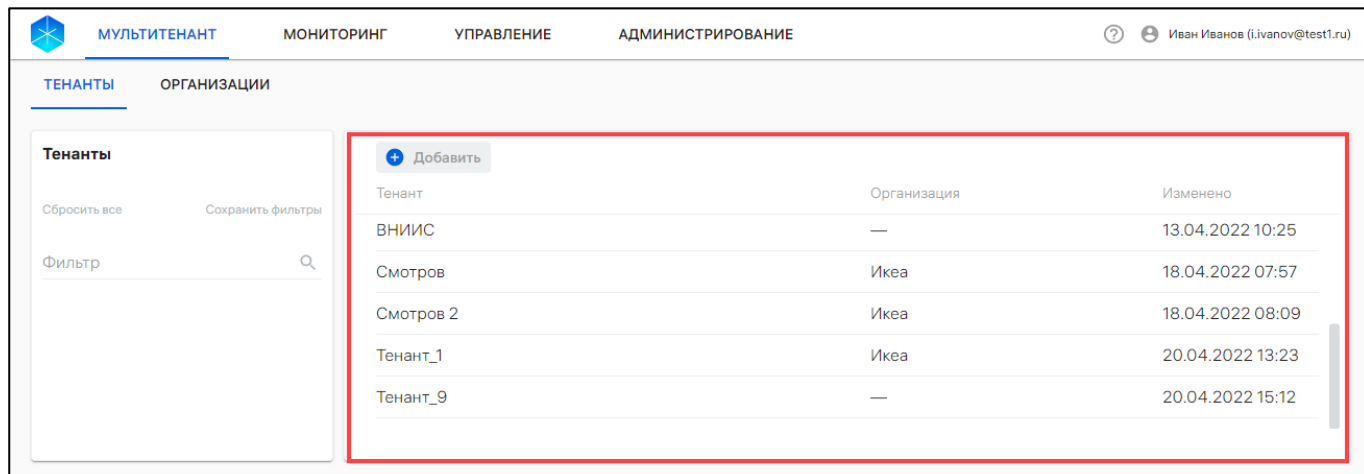 МУЛЬТИТЕНАНТ МОНИТОРИНГ УПРАВЛЕНИЕ АДМИНИСТРИРОВАНИЕ Иван Иванов (i.ivanov@test1.ru)
ТЕНАНТЫ ОРГАНИЗАЦИИ
Тенанты
Сбросить все Сохранить фильтры
Фильтр
Добавить
Тенант Организация Изменено
ВНИИС — 13.04.2022 10:25
Смотров Икеа 18.04.2022 07:57
Смотров 2 Икеа 18.04.2022 08:09
Тенант_1 Икеа 20.04.2022 13:23
Тенант_9 — 20.04.2022 15:12